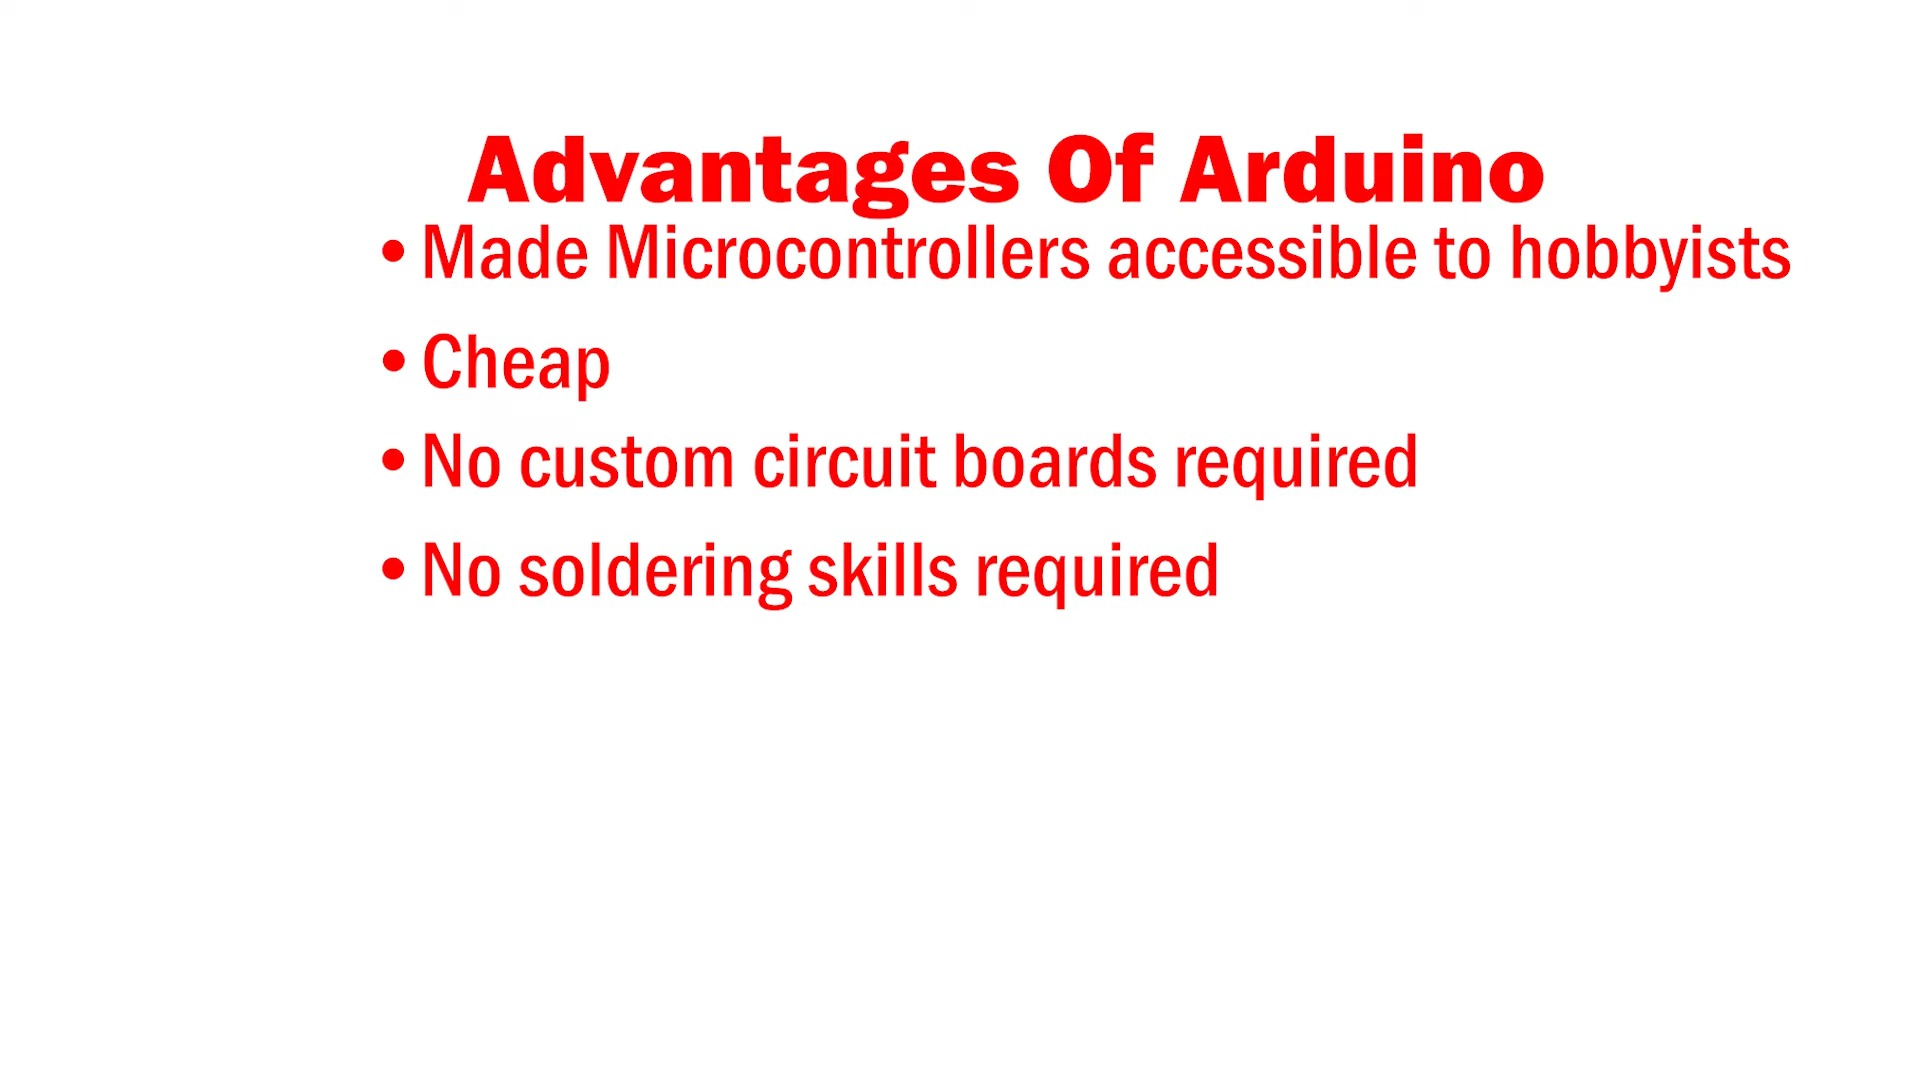 Advantages Of Arduino
• Made Microcontrollers accessible to hobbyists
• Cheap
• No custom circuit boards required
• No soldering skills required